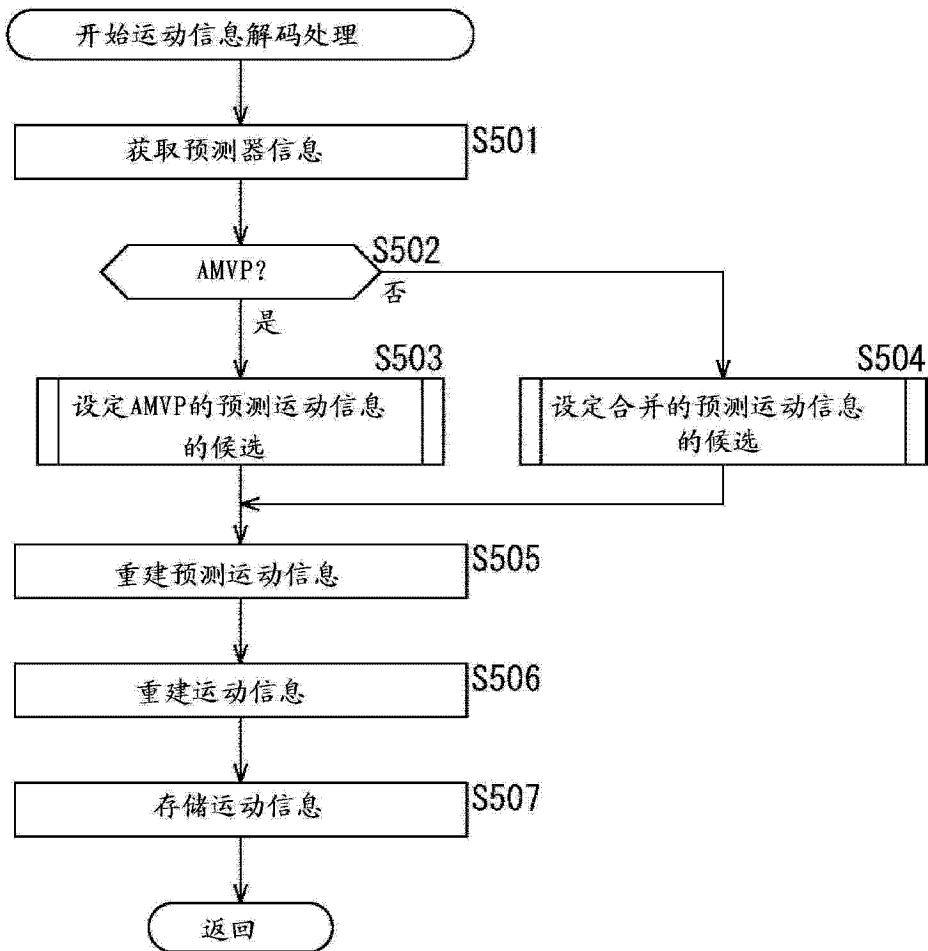 开始运动信息解码处理
获取预测器信息
S501
AMVP?
S502
否
是
S503
设定AMVP的预测运动信息
的候选
S504
设定合并的预测运动信息
的候选
重建预测运动信息
S505
重建运动信息
S506
存储运动信息
S507
返回